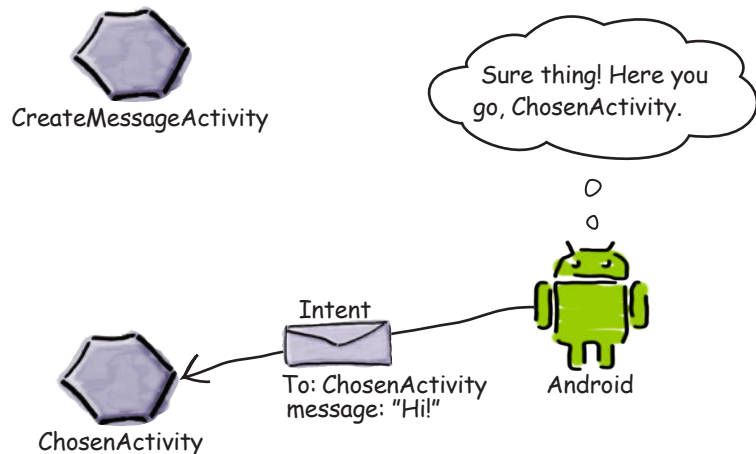 CreateMessageActivity
Sure thing! Here you
go, ChosenActivity.
Intent
To: ChosenActivity
message: "Hi!"
Android
ChosenActivity